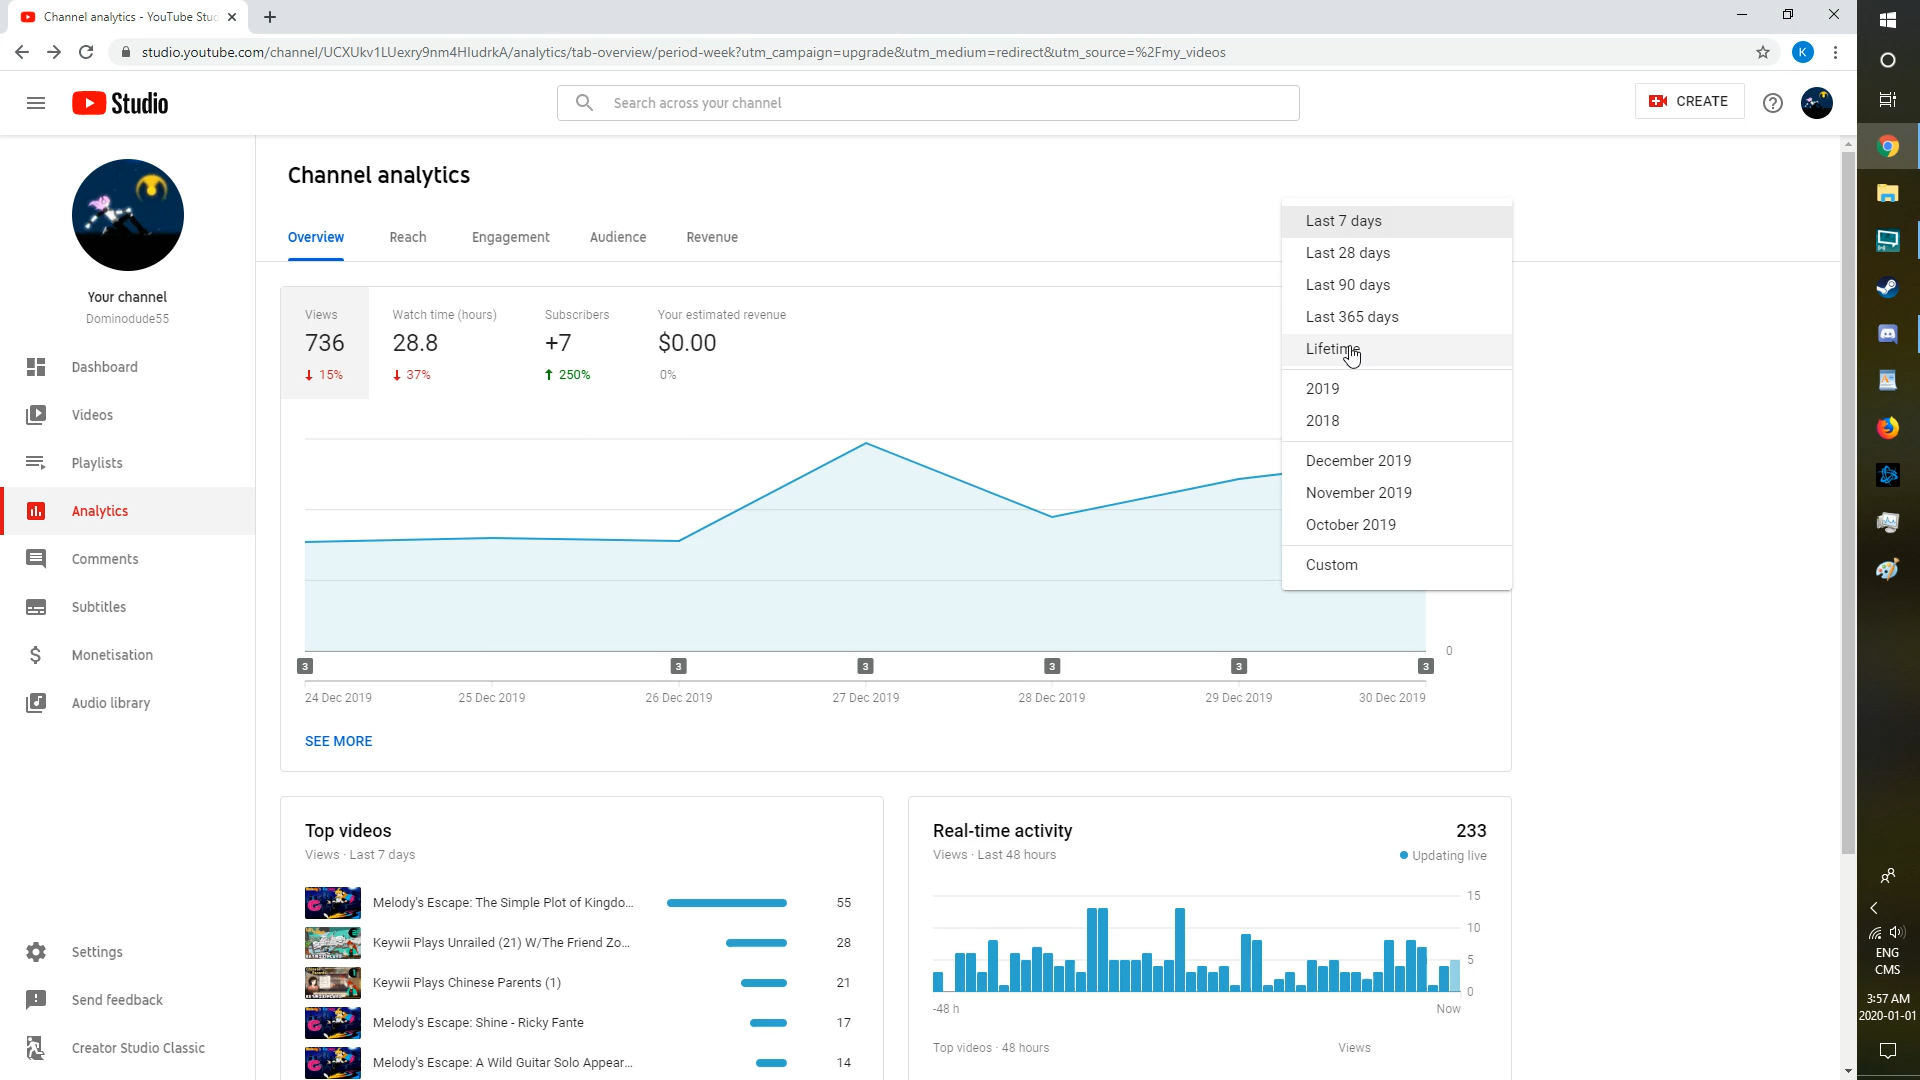 Channel analytics - YouTube Stu
studio.youtube.com/channel/UCXUkv1LUexry9nm4HludrkA/analytics/tab-overview/period-week?utm_campaign=upgrade&utm_medium=redirect&utm_source=%2Fmy_videos
K
Studio
Search across your channel
CREATE
Your channel
Dominodude55
Dashboard
Videos
Playlists
Analytics
Comments
Subtitles
Monetisation
Audio library
Settings
Send feedback
Creator Studio Classic
Channel analytics
Overview Reach Engagement Audience Revenue
Views
736
15%
Watch time (hours)
28.8
37%
Subscribers
+7
250%
Your estimated revenue
$0.00
0%
Last 7 days
Last 28 days
Last 90 days
Last 365 days
Lifetime
2019
2018
December 2019
November 2019
October 2019
Custom
0
3 3 3 3 3 3
24 Dec 2019 25 Dec 2019 26 Dec 2019 27 Dec 2019 28 Dec 2019 29 Dec 2019 30 Dec 2019
SEE MORE
Top videos
Views · Last 7 days
Melody's Escape: The Simple Plot of Kingdo... 55
Keywii Plays Unrailed (21) W/The Friend Zo... 28
Keywii Plays Chinese Parents (1) 21
Melody's Escape: Shine - Ricky Fante 17
Melody's Escape: A Wild Guitar Solo Appear... 14
Real-time activity 233
Views · Last 48 hours Updating live
15
10
5
0
-48 h Now
Top videos · 48 hours Views
ENG
CMS
3:57 AM
2020-01-01